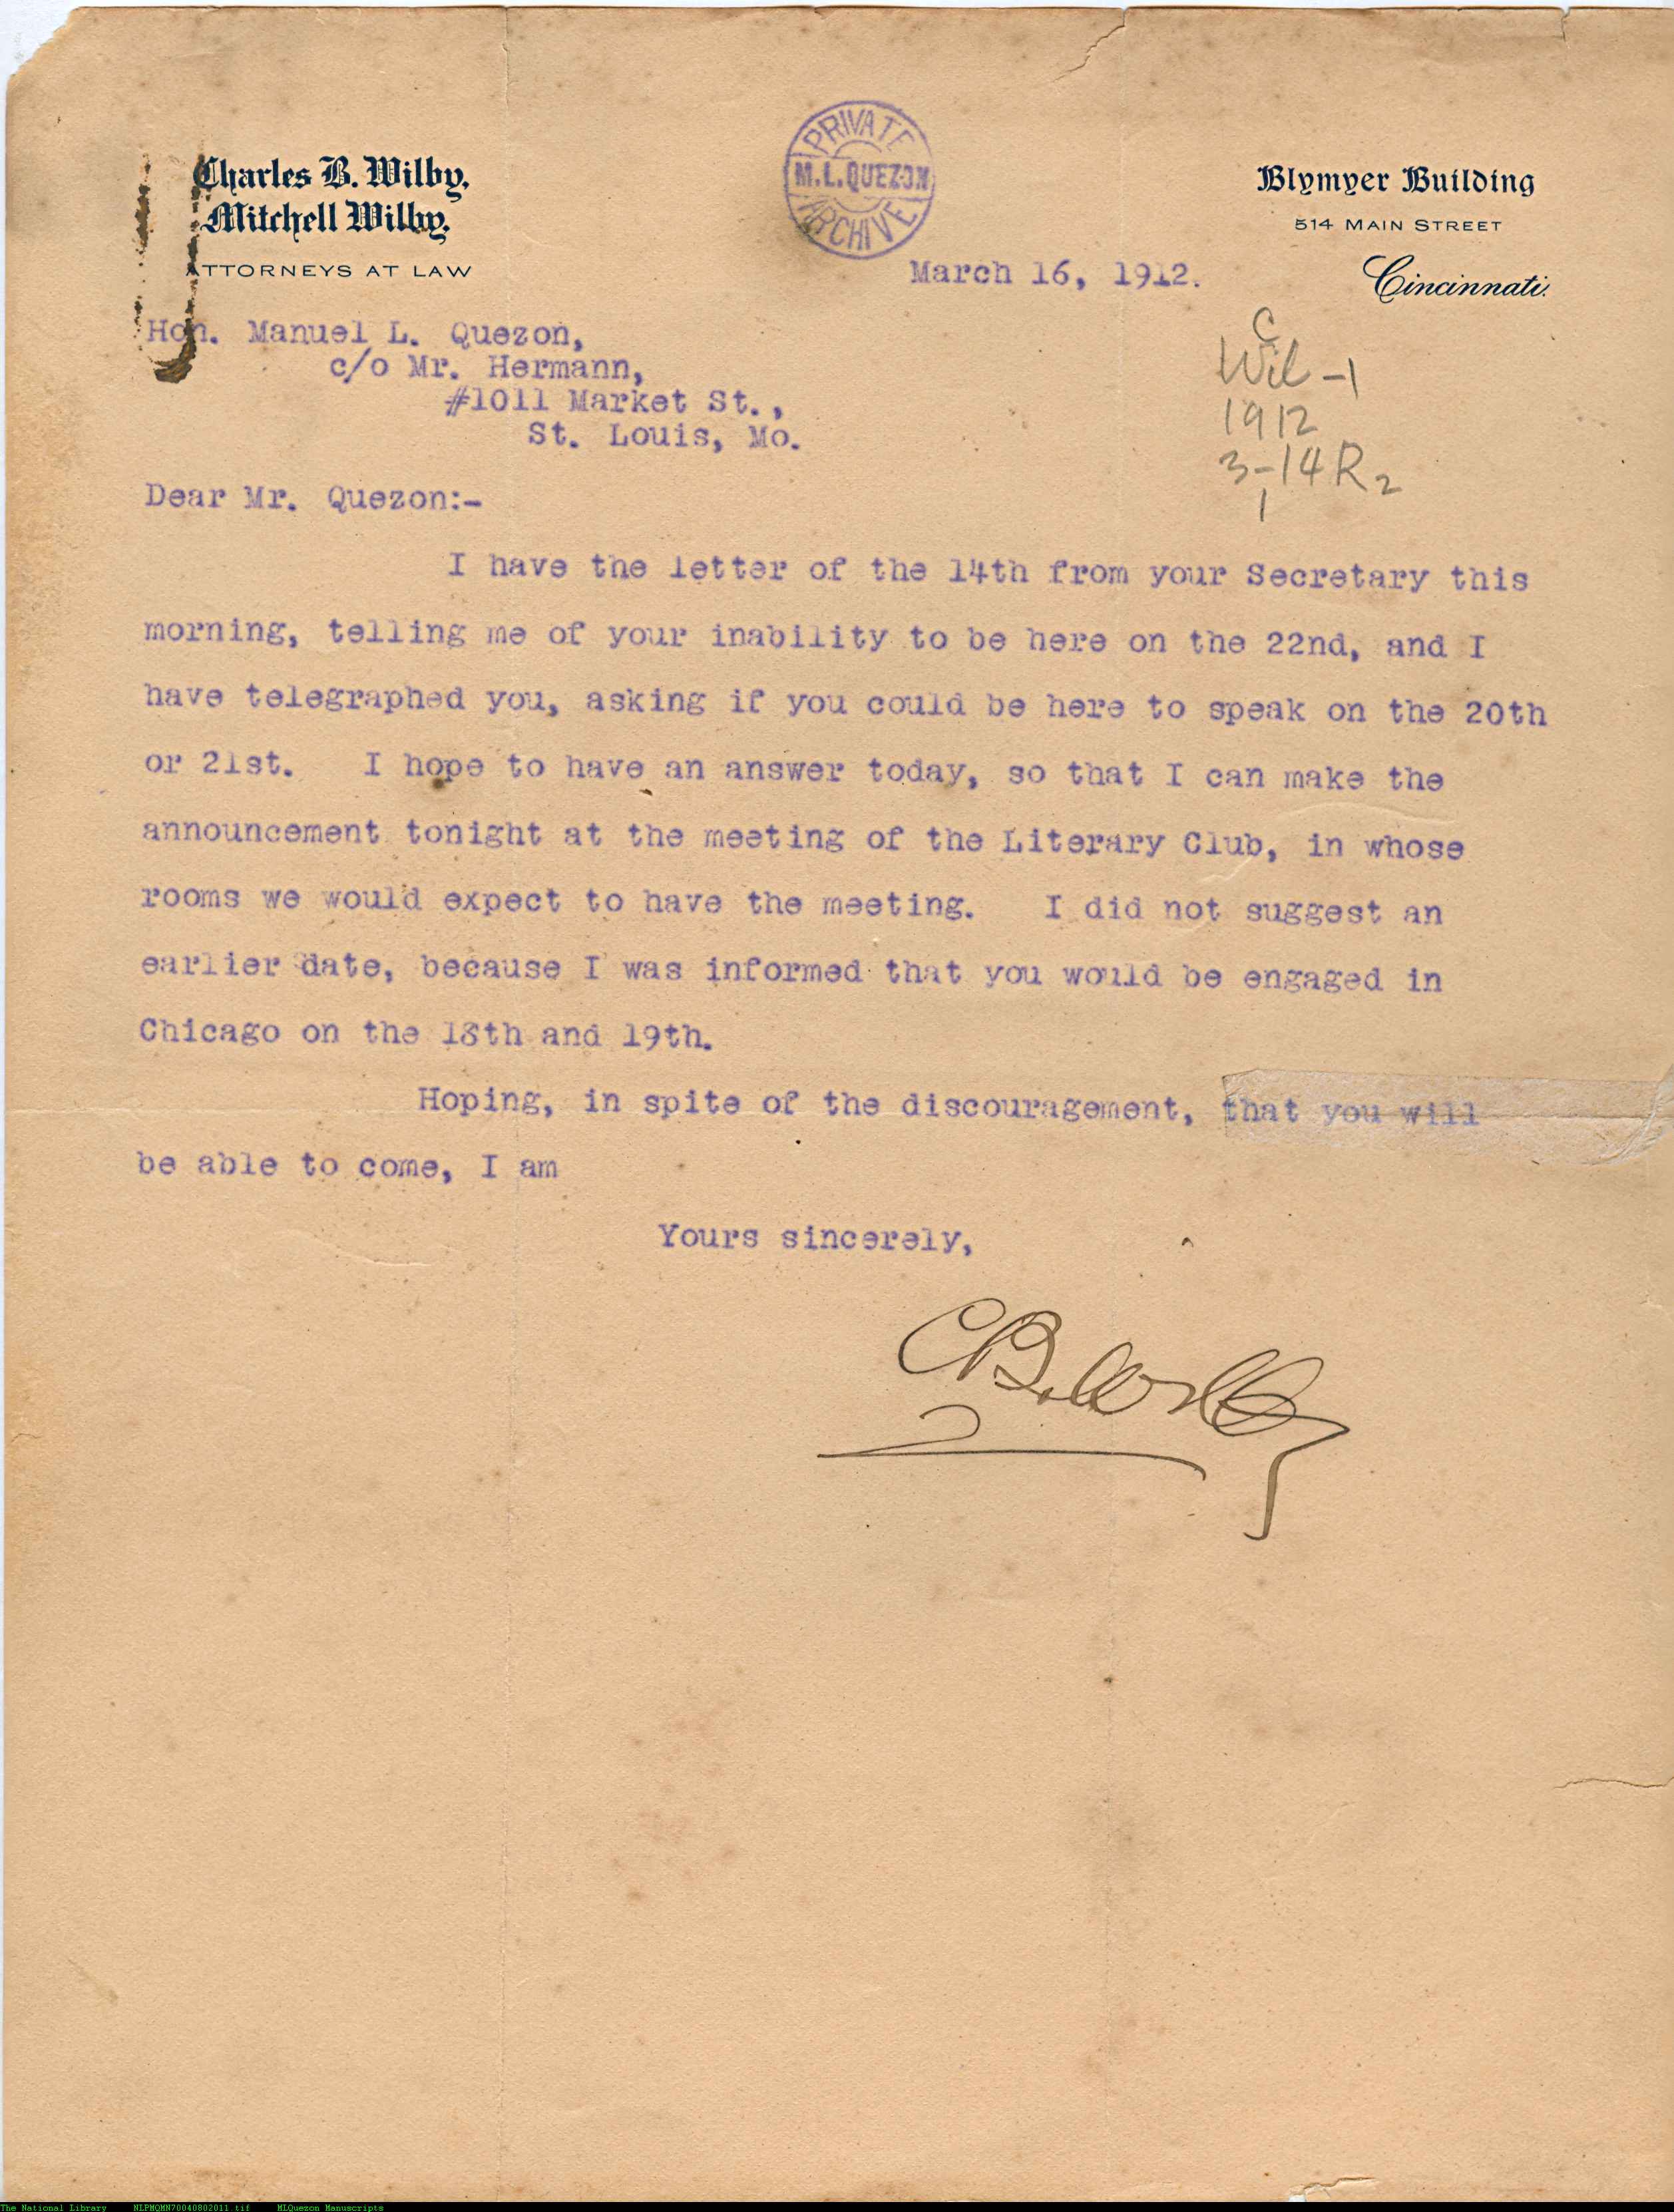 Charles B. Wilby.
Mitchell Wilby.
ATTORNEYS AT LAW
PRIVATE
M.L.QUEZON
ARCHIVE
Blymyer Building
514 MAIN STREET
Cincinnati.
March 16, 1912.
Hon. Manuel L. Quezon,
c/o Mr. Hermann,
#1011 Market St.,
St. Louis, Mo.
C
Wil-1
1912
3-14R2
1
Dear Mr. Quezon:-
I have the letter of the 14th from your Secretary this
morning, telling me of your inability to be here on the 22nd, and I
have telegraphed you, asking if you could be here to speak on the 20th
or 21st. I hope to have an answer today, so that I can make the
announcement tonight at the meeting of the Literary Club, in whose
rooms we would expect to have the meeting. I did not suggest an
earlier date, because I was informed that you would be engaged in
Chicago on the 18th and 19th.
Hoping, in spite of the discouragement, that you will
be able to come, I am
Yours sincerely,
C.B. Wilby
The National Library NLPMQMN70040802011.tif MLQuezon Manuscripts